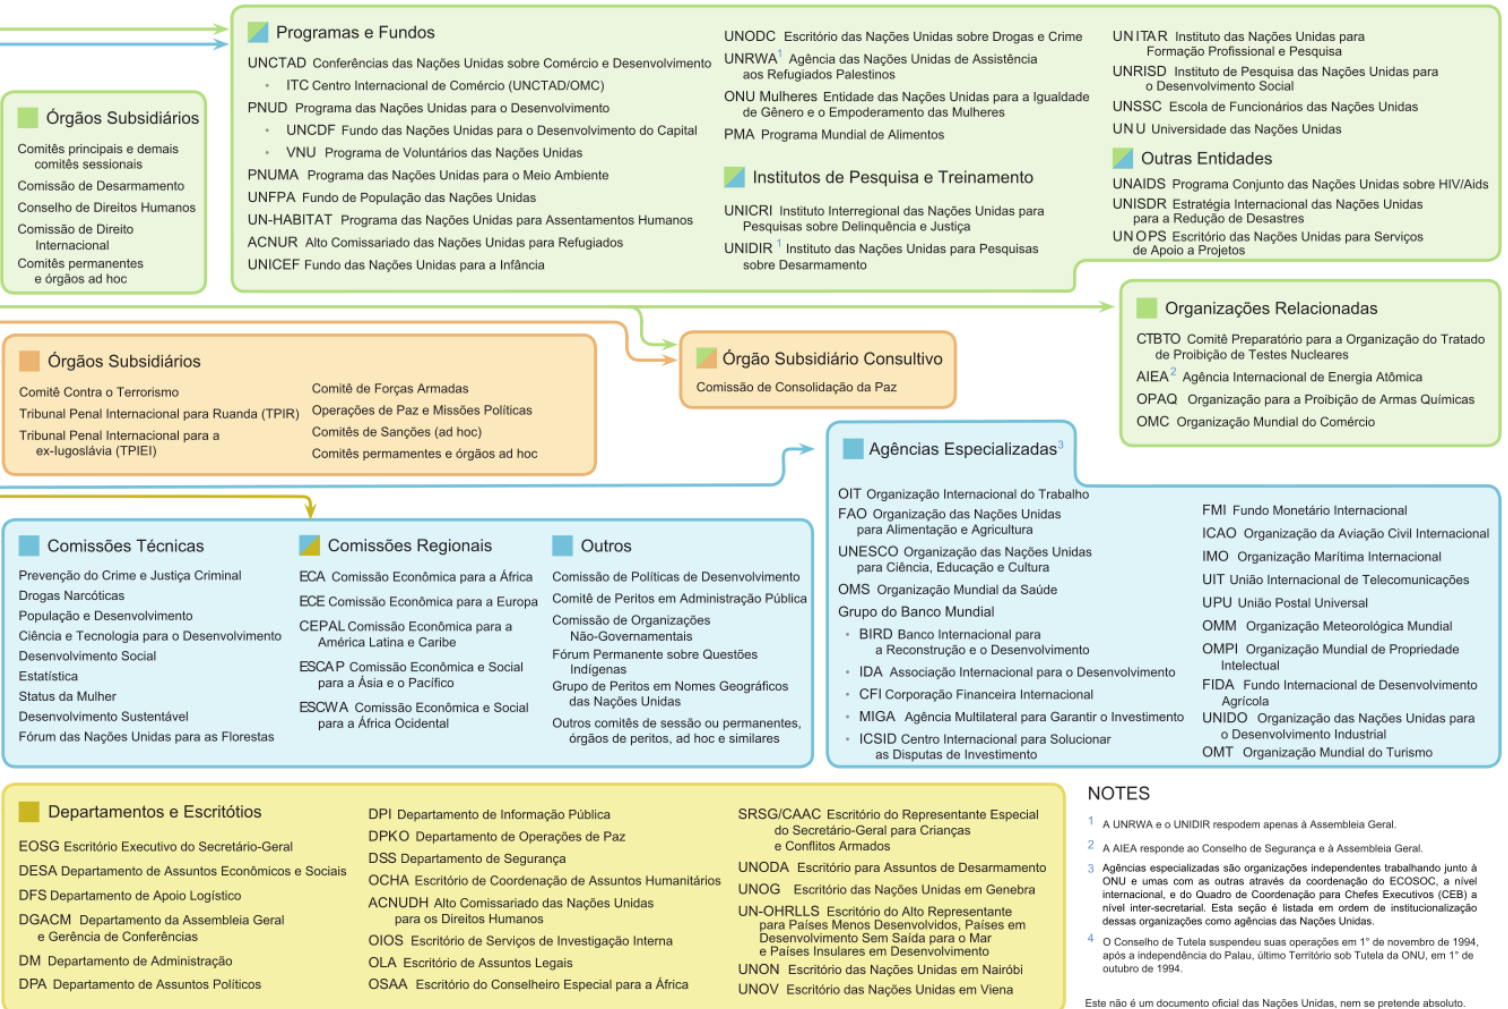 Programas e Fundos
UNCTAD Conferências das Nações Unidas sobre Comércio e Desenvolvimento
• ITC Centro Internacional de Comércio (UNCTAD/OMC)
PNUD Programa das Nações Unidas para o Desenvolvimento
• UNCDF Fundo das Nações Unidas para o Desenvolvimento do Capital
• VNU Programa de Voluntários das Nações Unidas
PNUMA Programa das Nações Unidas para o Meio Ambiente
UNFPA Fundo de População das Nações Unidas
UN-HABITAT Programa das Nações Unidas para Assentamentos Humanos
ACNUR Alto Comissariado das Nações Unidas para Refugiados
UNICEF Fundo das Nações Unidas para a Infância
UNODC Escritório das Nações Unidas sobre Drogas e Crime
UNRWA1 Agência das Nações Unidas de Assistência
aos Refugiados Palestinos
ONU Mulheres Entidade das Nações Unidas para a Igualdade
de Gênero e o Empoderamento das Mulheres
PMA Programa Mundial de Alimentos
Institutos de Pesquisa e Treinamento
UNICRI Instituto Interregional das Nações Unidas para
Pesquisas sobre Delinquência e Justiça
UNIDIR 1 Instituto das Nações Unidas para Pesquisas
sobre Desarmamento
UNITAR Instituto das Nações Unidas para
Formação Profissional e Pesquisa
UNRISD Instituto de Pesquisa das Nações Unidas para
o Desenvolvimento Social
UNSSC Escola de Funcionários das Nações Unidas
UNU Universidade das Nações Unidas
Outras Entidades
UNAIDS Programa Conjunto das Nações Unidas sobre HIV/Aids
UNISDR Estratégia Internacional das Nações Unidas
para a Redução de Desastres
UNOPS Escritório das Nações Unidas para Serviços
de Apoio a Projetos
Órgãos Subsidiários
Comitês principais e demais
comitês sessionais
Comissão de Desarmamento
Conselho de Direitos Humanos
Comissão de Direito
Internacional
Comitês permanentes
e órgãos ad hoc
Organizações Relacionadas
CTBTO Comitê Preparatório para a Organização do Tratado
de Proibição de Testes Nucleares
AIEA2 Agência Internacional de Energia Atômica
OPAQ Organização para a Proibição de Armas Químicas
OMC Organização Mundial do Comércio
Órgãos Subsidiários
Comitê Contra o Terrorismo
Tribunal Penal Internacional para Ruanda (TPIR)
Tribunal Penal Internacional para a
ex-Iugoslávia (TPIEI)
Comitê de Forças Armadas
Operações de Paz e Missões Políticas
Comitês de Sanções (ad hoc)
Comitês permamentes e órgãos ad hoc
Órgão Subsidiário Consultivo
Comissão de Consolidação da Paz
Agências Especializadas3
OIT Organização Internacional do Trabalho
FAO Organização das Nações Unidas
para Alimentação e Agricultura
UNESCO Organização das Nações Unidas
para Ciência, Educação e Cultura
OMS Organização Mundial da Saúde
Grupo do Banco Mundial
• BIRD Banco Internacional para
a Reconstrução e o Desenvolvimento
• IDA Associação Internacional para o Desenvolvimento
• CFI Corporação Financeira Internacional
• MIGA Agência Multilateral para Garantir o Investimento
• ICSID Centro Internacional para Solucionar
as Disputas de Investimento
FMI Fundo Monetário Internacional
ICAO Organização da Aviação Civil Internacional
IMO Organização Marítima Internacional
UIT União Internacional de Telecomunicações
UPU União Postal Universal
OMM Organização Meteorológica Mundial
OMPI Organização Mundial de Propriedade
Intelectual
FIDA Fundo Internacional de Desenvolvimento
Agrícola
UNIDO Organização das Nações Unidas para
o Desenvolvimento Industrial
OMT Organização Mundial do Turismo
Comissões Técnicas
Prevenção do Crime e Justiça Criminal
Drogas Narcóticas
População e Desenvolvimento
Ciência e Tecnologia para o Desenvolvimento
Desenvolvimento Social
Estatística
Status da Mulher
Desenvolvimento Sustentável
Fórum das Nações Unidas para as Florestas
Comissões Regionais
ECA Comissão Econômica para a África
ECE Comissão Econômica para a Europa
CEPAL Comissão Econômica para a
América Latina e Caribe
ESCAP Comissão Econômica e Social
para a Ásia e o Pacífico
ESCWA Comissão Econômica e Social
para a África Ocidental
Outros
Comissão de Políticas de Desenvolvimento
Comitê de Peritos em Administração Pública
Comissão de Organizações
Não-Governamentais
Fórum Permanente sobre Questões
Indígenas
Grupo de Peritos em Nomes Geográficos
das Nações Unidas
Outros comitês de sessão ou permanentes,
órgãos de peritos, ad hoc e similares
Departamentos e Escritótios
EOSG Escritório Executivo do Secretário-Geral
DESA Departamento de Assuntos Econômicos e Sociais
DFS Departamento de Apoio Logístico
DGACM Departamento da Assembleia Geral
e Gerência de Conferências
DM Departamento de Administração
DPA Departamento de Assuntos Políticos
DPI Departamento de Informação Pública
DPKO Departamento de Operações de Paz
DSS Departamento de Segurança
OCHA Escritório de Coordenação de Assuntos Humanitários
ACNUDH Alto Comissariado das Nações Unidas
para os Direitos Humanos
OIOS Escritório de Serviços de Investigação Interna
OLA Escritório de Assuntos Legais
OSAA Escritório do Conselheiro Especial para a África
SRSG/CAAC Escritório do Representante Especial
do Secretário-Geral para Crianças
e Conflitos Armados
UNODA Escritório para Assuntos de Desarmamento
UNOG Escritório das Nações Unidas em Genebra
UN-OHRLLS Escritório do Alto Representante
para Países Menos Desenvolvidos, Países em
Desenvolvimento Sem Saída para o Mar
e Países Insulares em Desenvolvimento
UNON Escritório das Nações Unidas em Nairóbi
UNOV Escritório das Nações Unidas em Viena
NOTES
1 A UNRWA e o UNIDIR respodem apenas à Assembleia Geral.
2 A AIEA responde ao Conselho de Segurança e à Assembleia Geral.
3 Agências especializadas são organizações independentes trabalhando junto à
ONU e umas com as outras através da coordenação do ECOSOC, a nível
internacional, e do Quadro de Coordenação para Chefes Executivos (CEB) a
nível inter-secretarial. Esta seção é listada em ordem de institucionalização
dessas organizações como agências das Nações Unidas.
4 O Conselho de Tutela suspendeu suas operações em 1° de novembro de 1994,
após a independência do Palau, último Território sob Tutela da ONU, em 1° de
outubro de 1994.
Este não é um documento oficial das Nações Unidas, nem se pretende absoluto.